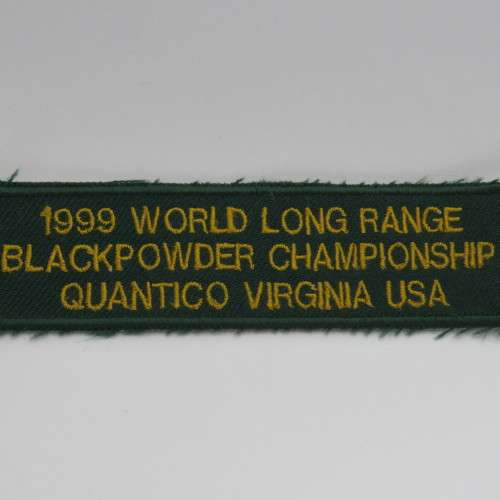 1999 WORLD LONG RANGE
BLACKPOWDER CHAMPIONSHIP
QUANTICO VIRGINIA USA